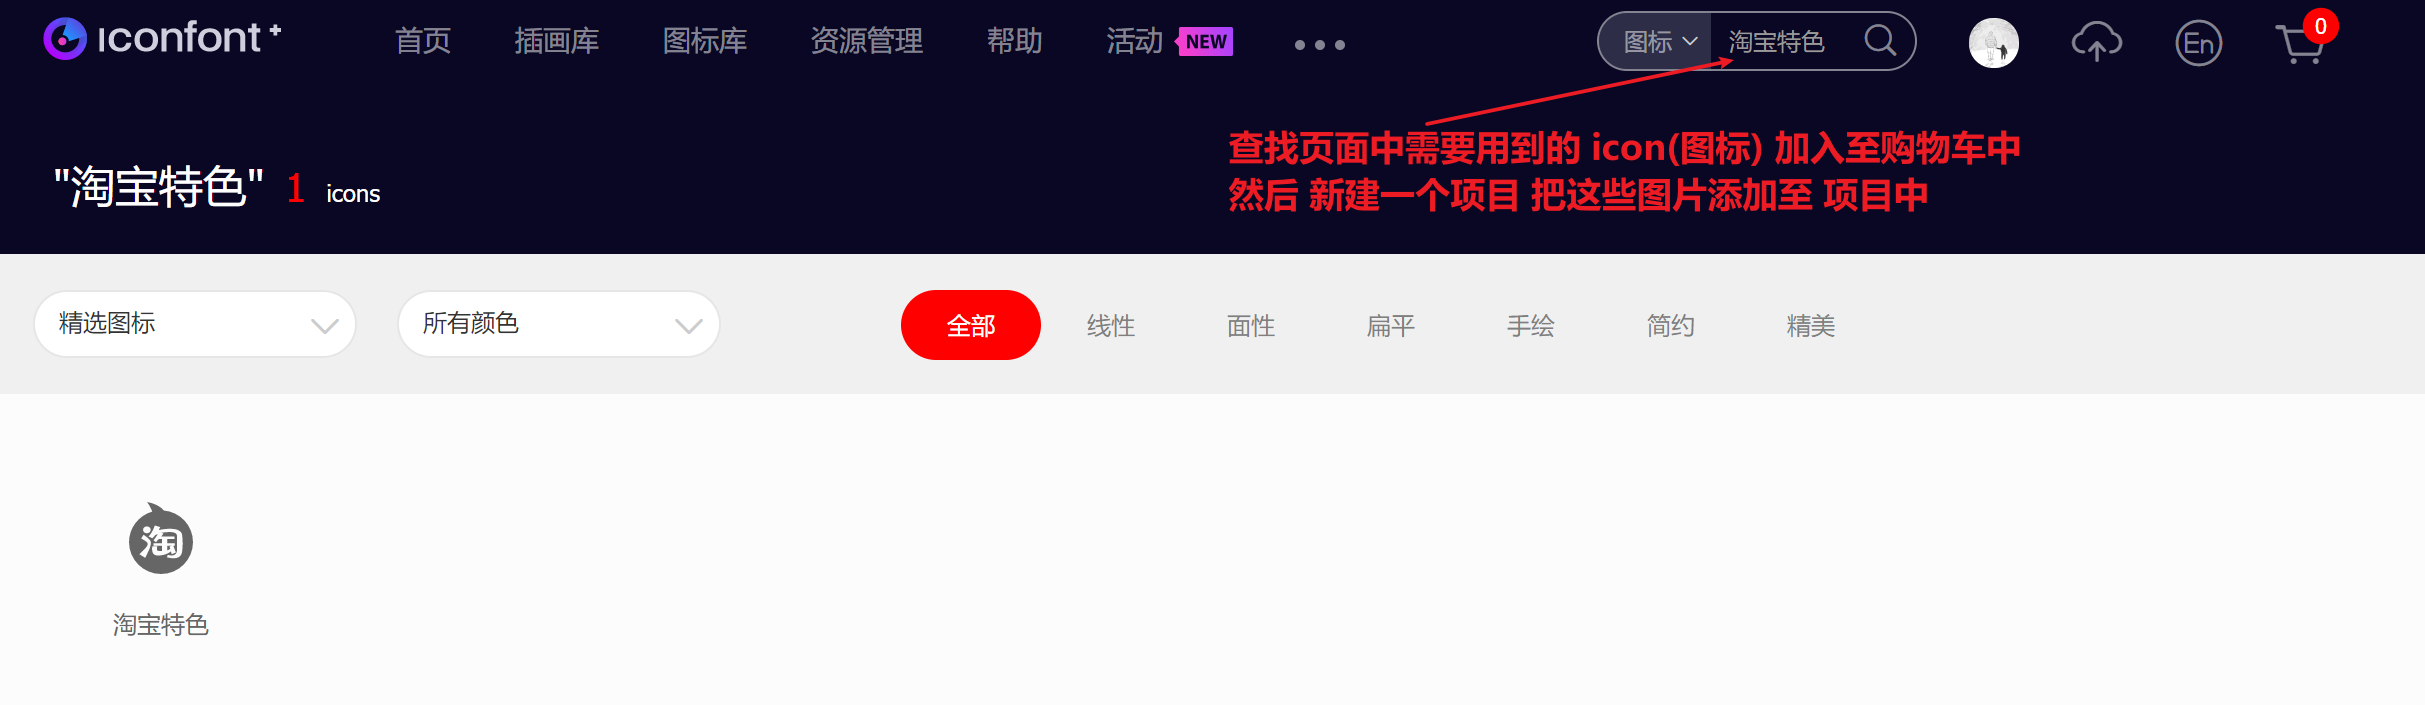 iconfont+ 首页 插画库 图标库 资源管理 帮助 活动 NEW 图标 淘宝特色 En 0
查找页面中需要用到的 icon(图标) 加入至购物车中
然后 新建一个项目 把这些图片添加至 项目中
"淘宝特色" 1 icons
精选图标 所有颜色 全部 线性 面性 扁平 手绘 简约 精美
淘
淘宝特色